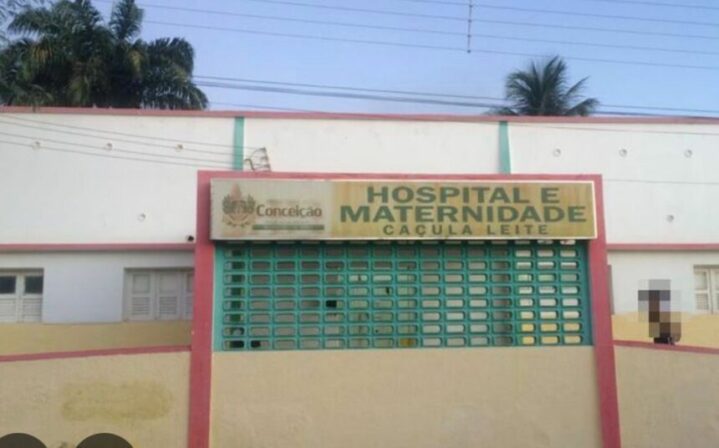 Conceição
HOSPITAL E
MATERNIDADE
CAÇULA LEITE